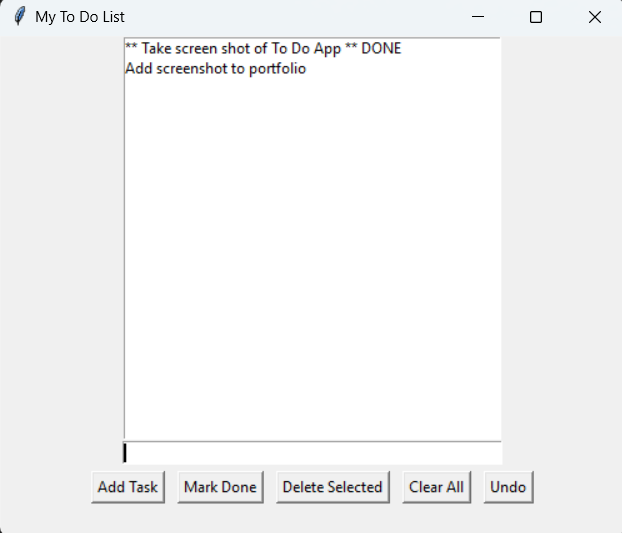 My To Do List
** Take screen shot of To Do App ** DONE
Add screenshot to portfolio
Add Task Mark Done Delete Selected Clear All Undo